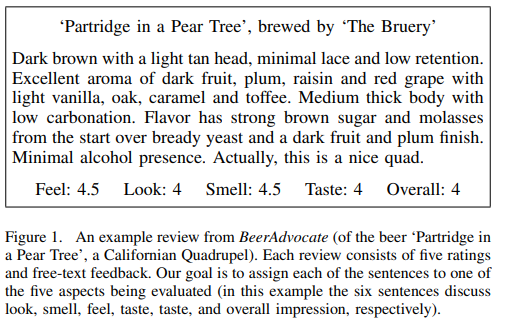 ‘Partridge in a Pear Tree’, brewed by ‘The Bruery’
Dark brown with a light tan head, minimal lace and low retention.
Excellent aroma of dark fruit, plum, raisin and red grape with
light vanilla, oak, caramel and toffee. Medium thick body with
low carbonation. Flavor has strong brown sugar and molasses
from the start over bready yeast and a dark fruit and plum finish.
Minimal alcohol presence. Actually, this is a nice quad.
Feel: 4.5 Look: 4 Smell: 4.5 Taste: 4 Overall: 4
Figure 1. An example review from BeerAdvocate (of the beer ‘Partridge in
a Pear Tree’, a Californian Quadrupel). Each review consists of five ratings
and free-text feedback. Our goal is to assign each of the sentences to one of
the five aspects being evaluated (in this example the six sentences discuss
look, smell, feel, taste, taste, and overall impression, respectively).